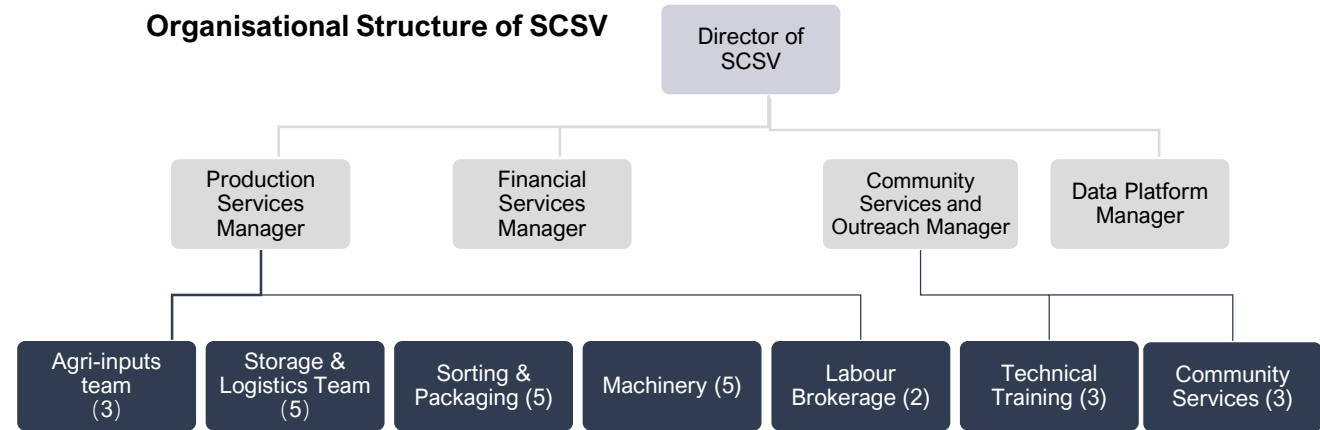 Organisational Structure of SCSV
Director of
SCSV
Production
Services
Manager
Financial
Services
Manager
Community
Services and
Outreach Manager
Data Platform
Manager
Agri-inputs
team
(3)
Storage &
Logistics Team
(5)
Sorting &
Packaging (5)
Machinery (5)
Labour
Brokerage (2)
Technical
Training (3)
Community
Services (3)